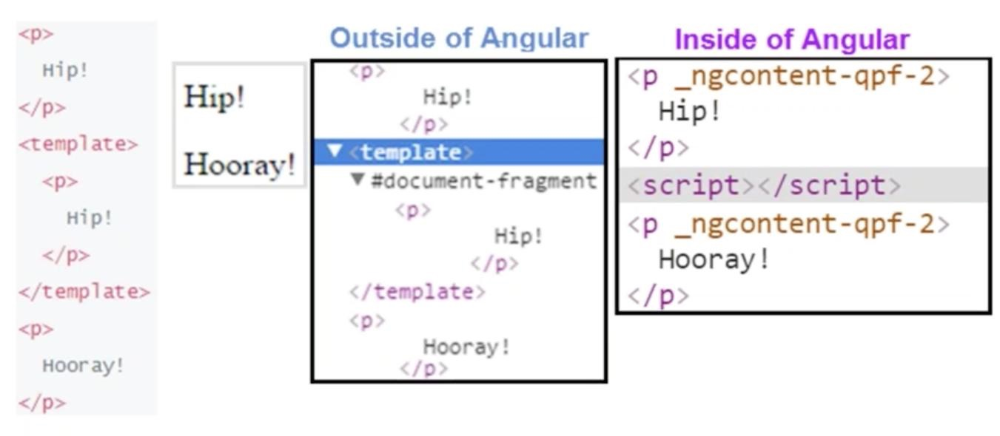 <p>
Hip!
</p>
<template>
<p>
Hip!
</p>
</template>
<p>
Hooray!
</p>
Hip!
Hooray!
Outside of Angular
<p>
Hip!
</p>
▼ <template>
▼ #document-fragment
<p>
Hip!
</p>
</template>
<p>
Hooray!
</p>
Inside of Angular
<p _ngcontent-qpf-2>
Hip!
</p>
<script></script>
<p _ngcontent-qpf-2>
Hooray!
</p>